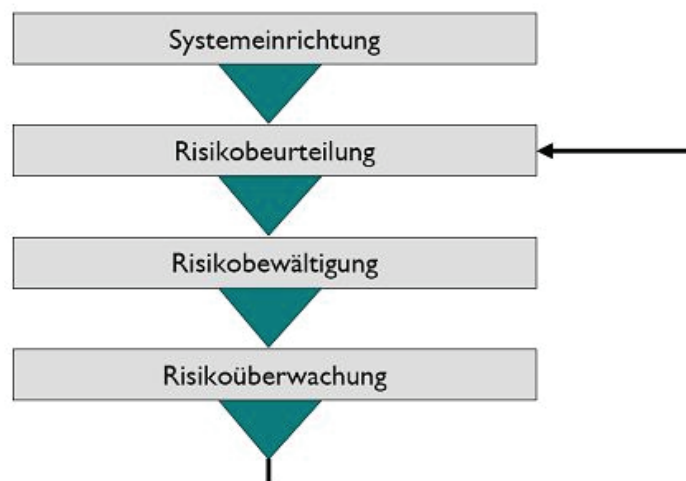 Systemeinrichtung
Risikobeurteilung
Risikobewältigung
Risikoüberwachung